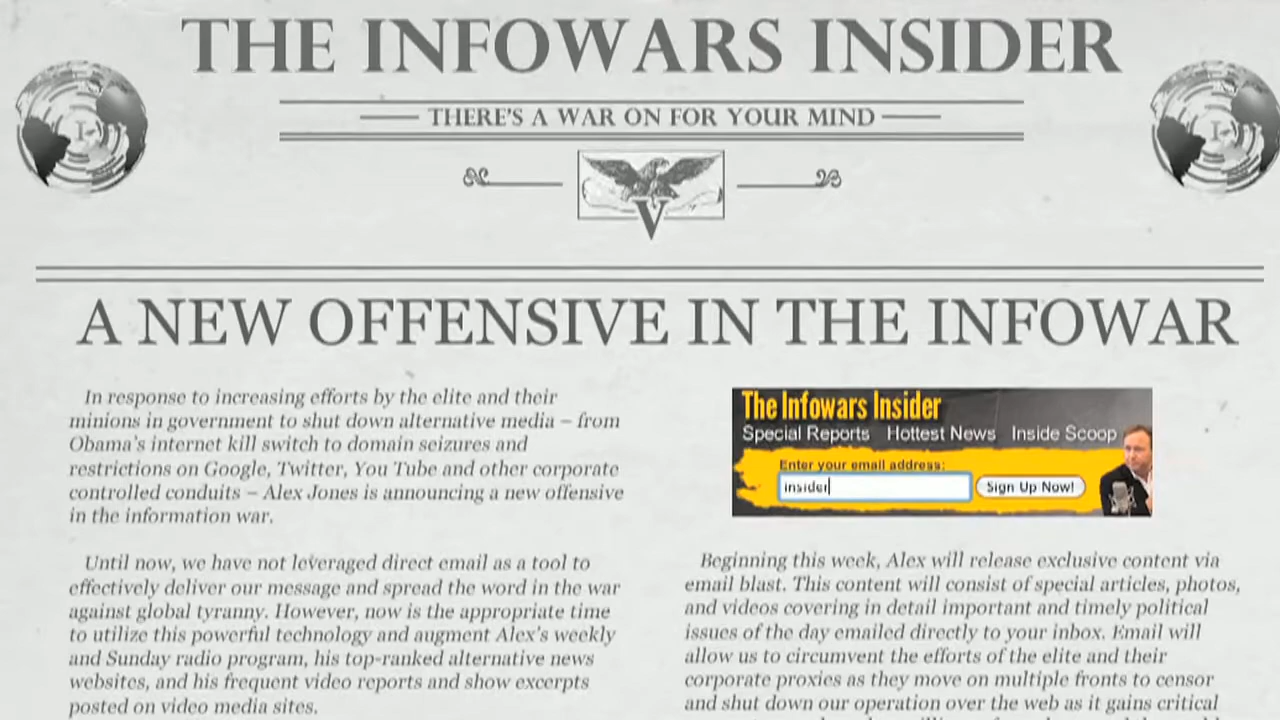 THE INFOWARS INSIDER
THERE'S A WAR ON FOR YOUR MIND
V
A NEW OFFENSIVE IN THE INFOWAR
In response to increasing efforts by the elite and their
minions in government to shut down alternative media – from
Obama's internet kill switch to domain seizures and
restrictions on Google, Twitter, You Tube and other corporate
controlled conduits – Alex Jones is announcing a new offensive
in the information war.
Until now, we have not leveraged direct email as a tool to
effectively deliver our message and spread the word in the war
against global tyranny. However, now is the appropriate time
to utilize this powerful technology and augment Alex's weekly
and Sunday radio program, his top-ranked alternative news
websites, and his frequent video reports and show excerpts
posted on video media sites.
The Infowars Insider
Special Reports Hottest News Inside Scoop
Enter your email address:
insider
Sign Up Now!
Beginning this week, Alex will release exclusive content via
email blast. This content will consist of special articles, photos,
and videos covering in detail important and timely political
issues of the day emailed directly to your inbox. Email will
allow us to circumvent the efforts of the elite and their
corporate proxies as they move on multiple fronts to censor
and shut down our operation over the web as it gains critical